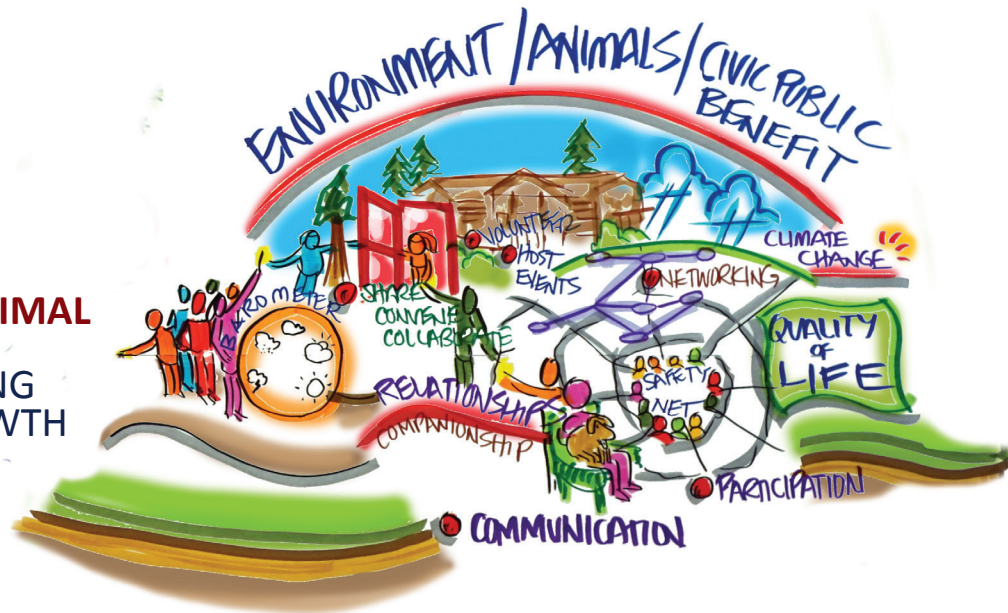 ENVIRONMENT / ANIMALS / CIVIC PUBLIC
BENEFIT
VOLUNTEER
HOST
EVENTS
CLIMATE
CHANGE
NETWORKING
BAROMETER
SHARE
CONVENE
COLLABORATE
IMAL
NG
WTH
QUALITY
OF
LIFE
SAFETY
NET
RELATIONSHIP
COMPANIONSHIP
PARTICIPATION
COMMUNICATION